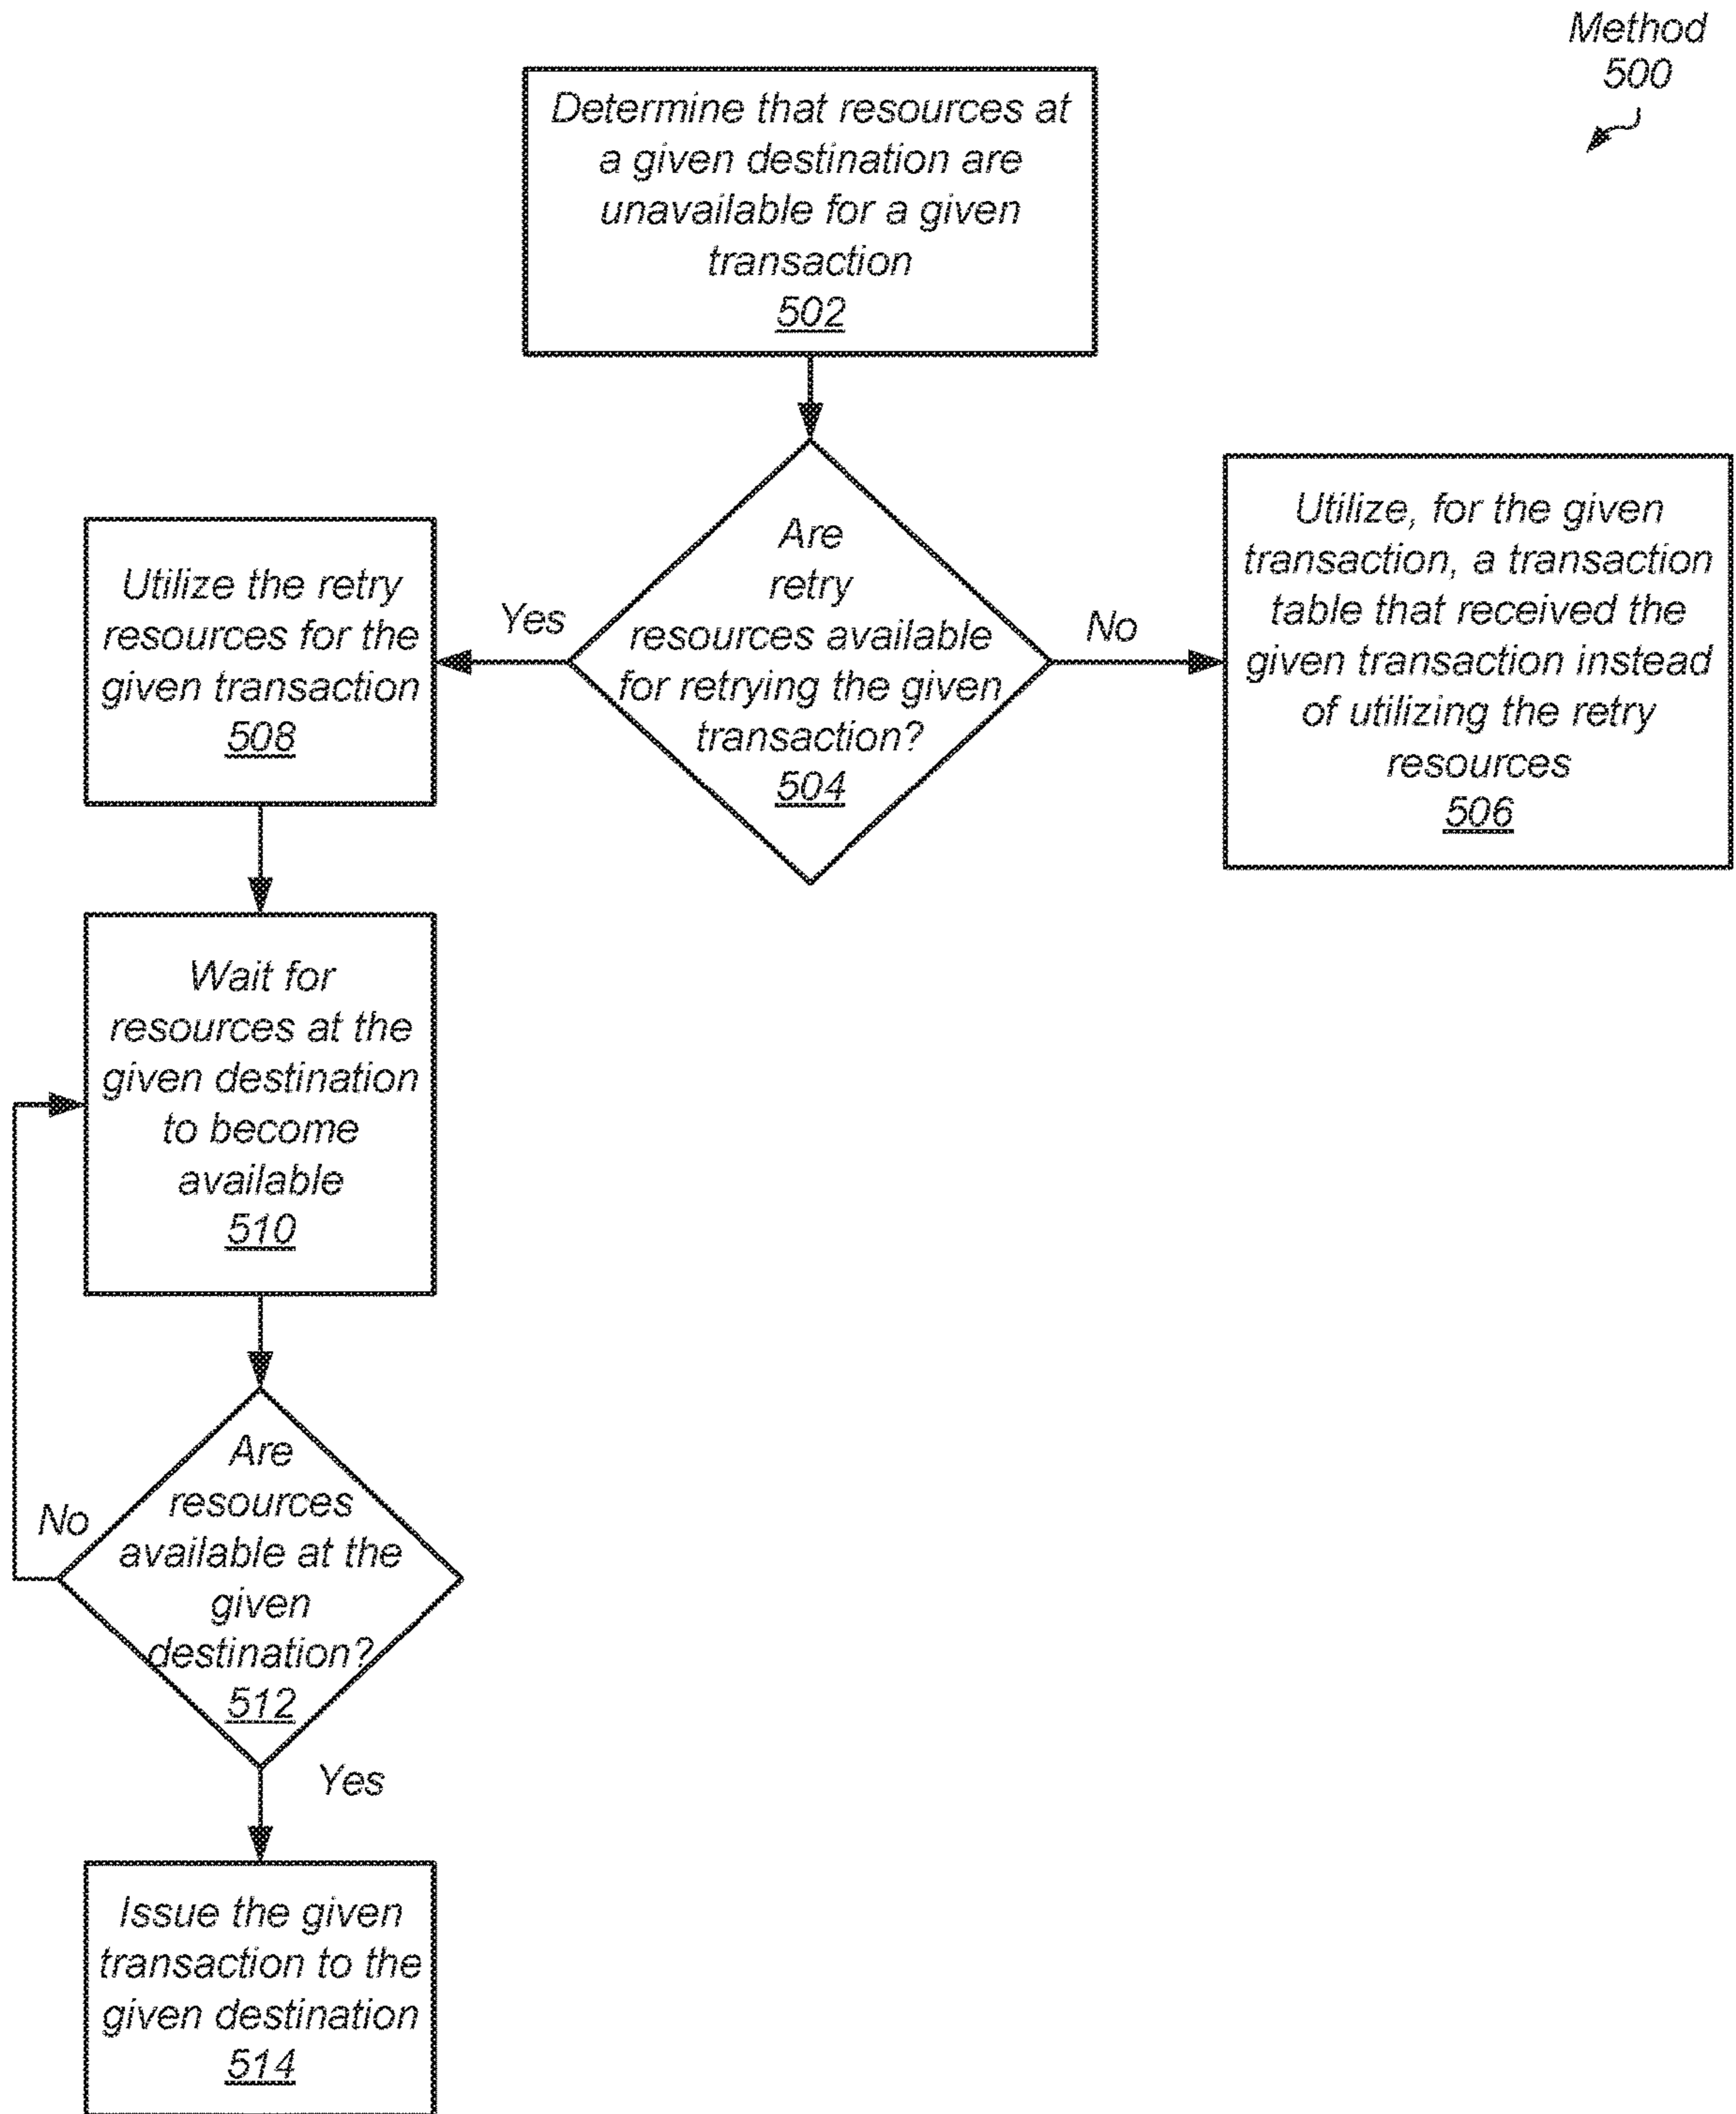 Method
500
Determine that resources at
a given destination are
unavailable for a given
transaction
502
Are
retry
resources available
for retrying the given
transaction?
504
Yes
No
Utilize, for the given
transaction, a transaction
table that received the
given transaction instead
of utilizing the retry
resources
506
Utilize the retry
resources for the
given transaction
508
Wait for
resources at the
given destination
to become
available
510
Are
resources
available at the
given
destination?
512
No
Yes
Issue the given
transaction to the
given destination
514